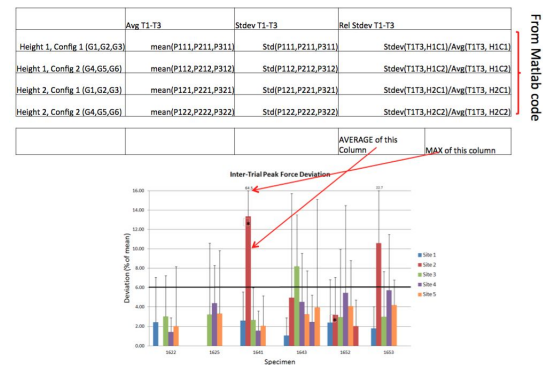 Avg T1-T3 Stdev T1-T3 Rel Stdev T1-T3
Height 1, Config 1 (G1,G2,G3) mean(P111,P211,P311) Std(P111,P211,P311) Stdev(T1T3,H1C1)/Avg(T1T3, H1C1)
Height 1, Config 2 (G4,G5,G6) mean(P112,P212,P312) Std(P112,P212,P312) Stdev(T1T3,H1C2)/Avg(T1T3, H1C2)
Height 2, Config 1 (G1,G2,G3) mean(P121,P221,P321) Std(P121,P221,P321) Stdev(T1T3,H2C1)/Avg(T1T3, H2C1)
Height 2, Config 2 (G4,G5,G6) mean(P122,P222,P322) Std(P122,P222,P322) Stdev(T1T3,H2C2)/Avg(T1T3, H2C2)
From Matlab code
AVERAGE of this
Column
MAX of this column
Inter-Trial Peak Force Deviation
Deviation (% of mean)
16.00
14.00
12.00
10.00
8.00
6.00
4.00
2.00
0.00
1622 1625 1641 1643 1652 1653
Specimen
Site 1
Site 2
Site 3
Site 4
Site 5